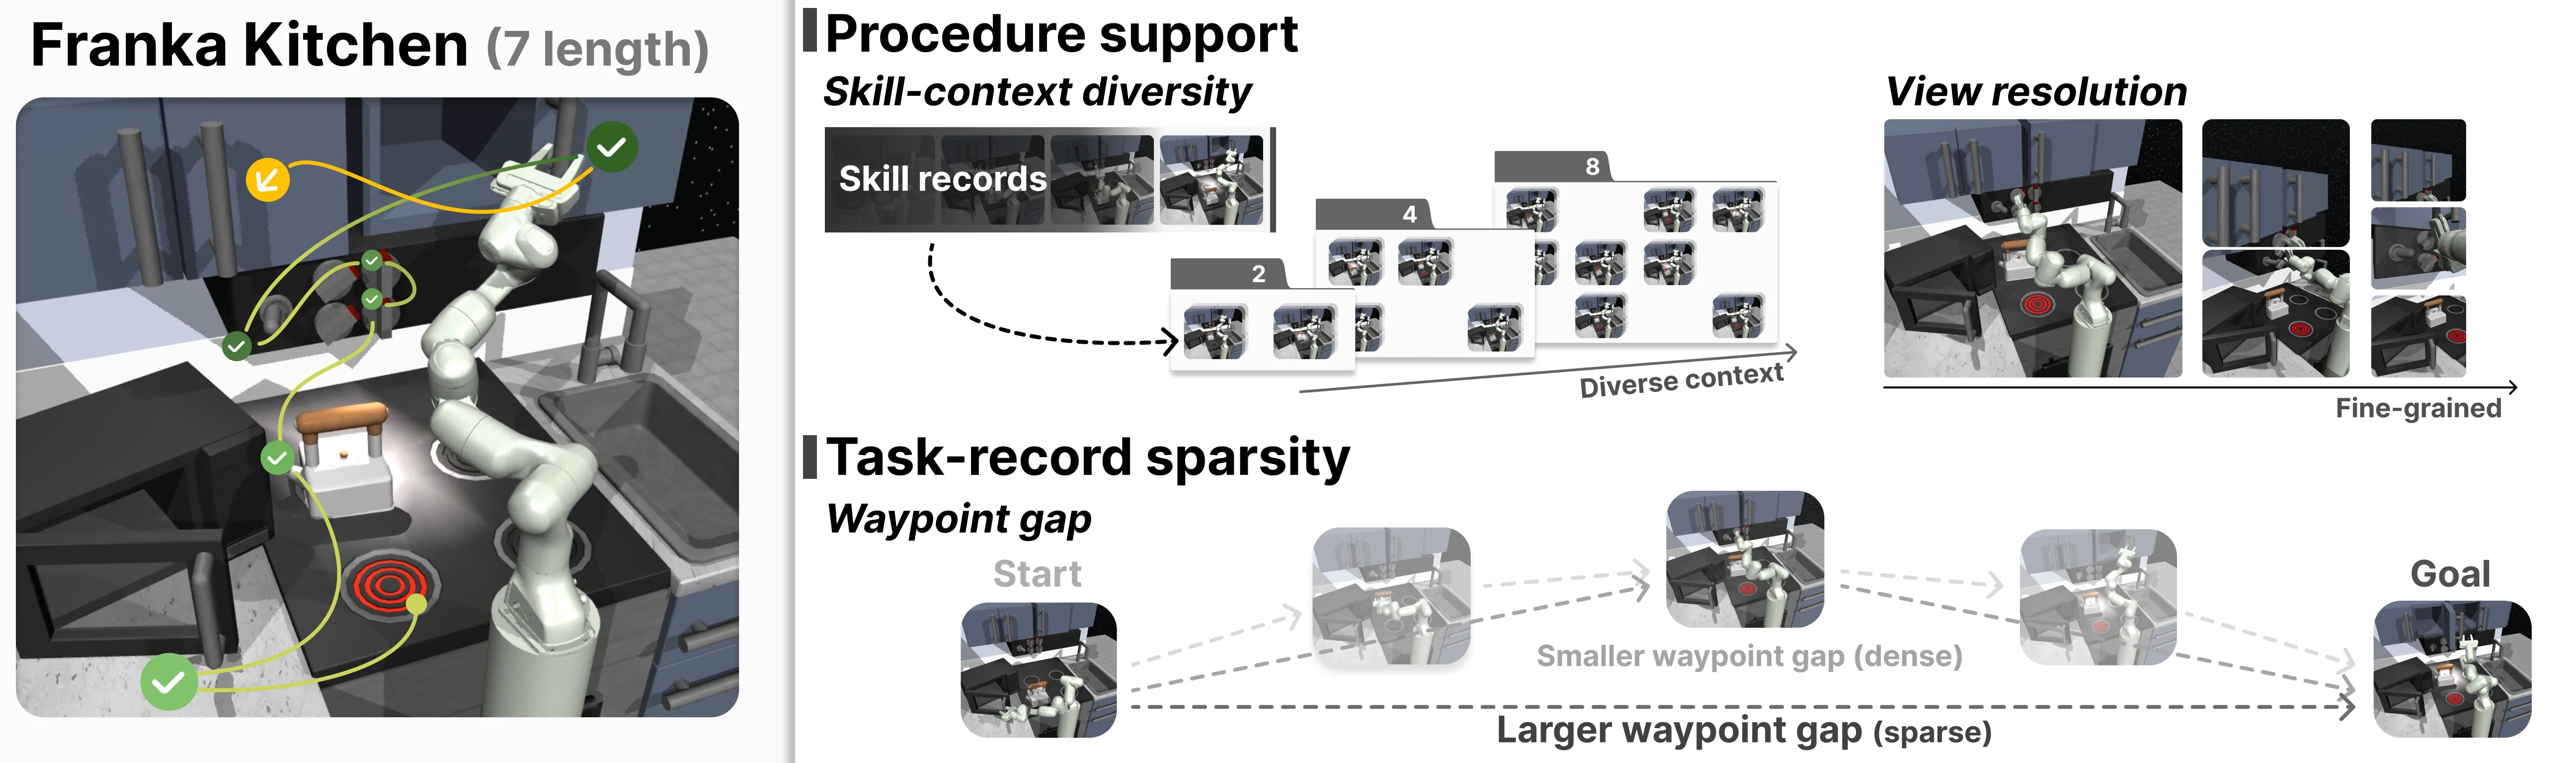 Franka Kitchen (7 length)
Procedure support
Skill-context diversity
Skill records
2
4
8
Diverse context
View resolution
Fine-grained
Task-record sparsity
Waypoint gap
Start
Smaller waypoint gap (dense)
Larger waypoint gap (sparse)
Goal